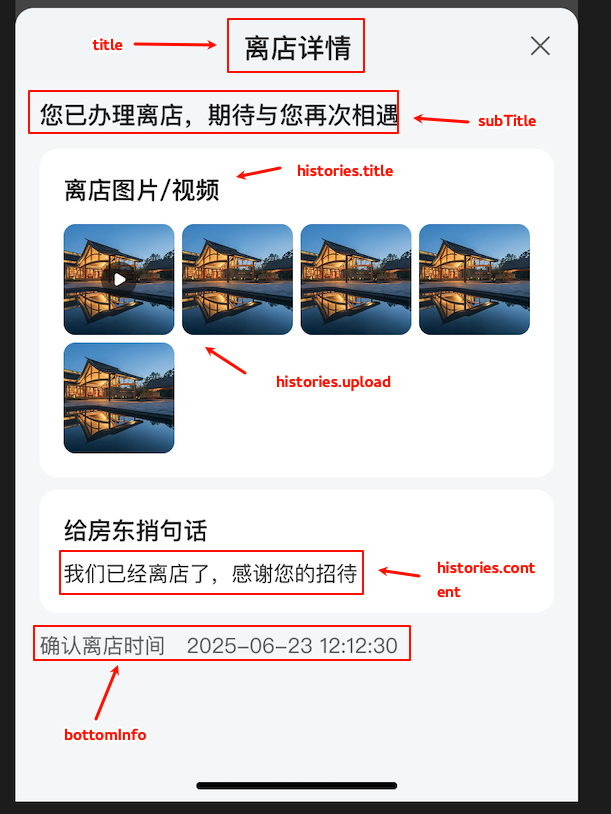 title
离店详情
您已办理离店，期待与您再次相遇
subTitle
离店图片/视频
histories.title
histories.upload
给房东捎句话
我们已经离店了，感谢您的招待
histories.cont
ent
确认离店时间 2025-06-23 12:12:30
bottomInfo